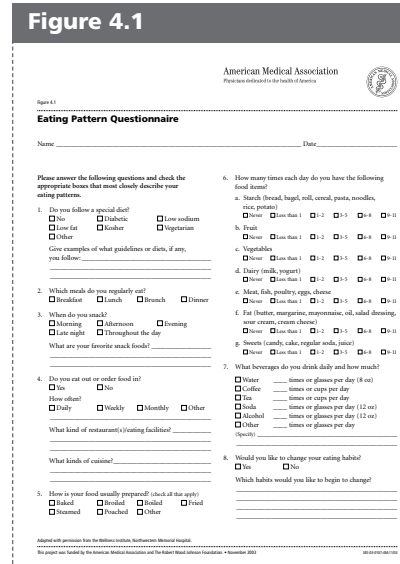 Figure 4.1
American Medical Association
Physicians dedicated to the health of America
Figure 4.1
Eating Pattern Questionnaire
Name
Date
Please answer the following questions and check the
appropriate boxes that most closely describe your
eating patterns.
1. Do you follow a special diet?
No Diabetic Low sodium
Low fat Kosher Vegetarian
Other
Give examples of what guidelines or diets, if any,
you follow:
2. Which meals do you regularly eat?
Breakfast Lunch Brunch Dinner
3. When do you snack?
Morning Afternoon Evening
Late night Throughout the day
What are your favorite snack foods?
4. Do you eat out or order food in?
Yes No
How often?
Daily Weekly Monthly Other
What kind of restaurant(s)/eating facilities?
What kinds of cuisine?
5. How is your food usually prepared? (check all that apply)
Baked Broiled Boiled Fried
Steamed Poached Other
6. How many times each day do you have the following
food items?
a. Starch (bread, bagel, roll, cereal, pasta, noodles,
rice, potato)
Never Less than 1 1-2 3-5 6-8 9-11
b. Fruit
Never Less than 1 1-2 3-5 6-8 9-11
c. Vegetables
Never Less than 1 1-2 3-5 6-8 9-11
d. Dairy (milk, yogurt)
Never Less than 1 1-2 3-5 6-8 9-11
e. Meat, fish, poultry, eggs, cheese
Never Less than 1 1-2 3-5 6-8 9-11
f. Fat (butter, margarine, mayonnaise, oil, salad dressing,
sour cream, cream cheese)
Never Less than 1 1-2 3-5 6-8 9-11
g. Sweets (candy, cake, regular soda, juice)
Never Less than 1 1-2 3-5 6-8 9-11
7. What beverages do you drink daily and how much?
Water times or glasses per day (8 oz)
Coffee times or cups per day
Tea times or cups per day
Soda times or glasses per day (12 oz)
Alcohol times or glasses per day (12 oz)
Other times or glasses per day
(Specify)
8. Would you like to change your eating habits?
Yes No
Which habits would you like to begin to change?
Adapted with permission from the Wellness Institute, Northwestern Memorial Hospital.
This project was funded by the American Medical Association and The Robert Wood Johnson Foundation. • November 2003